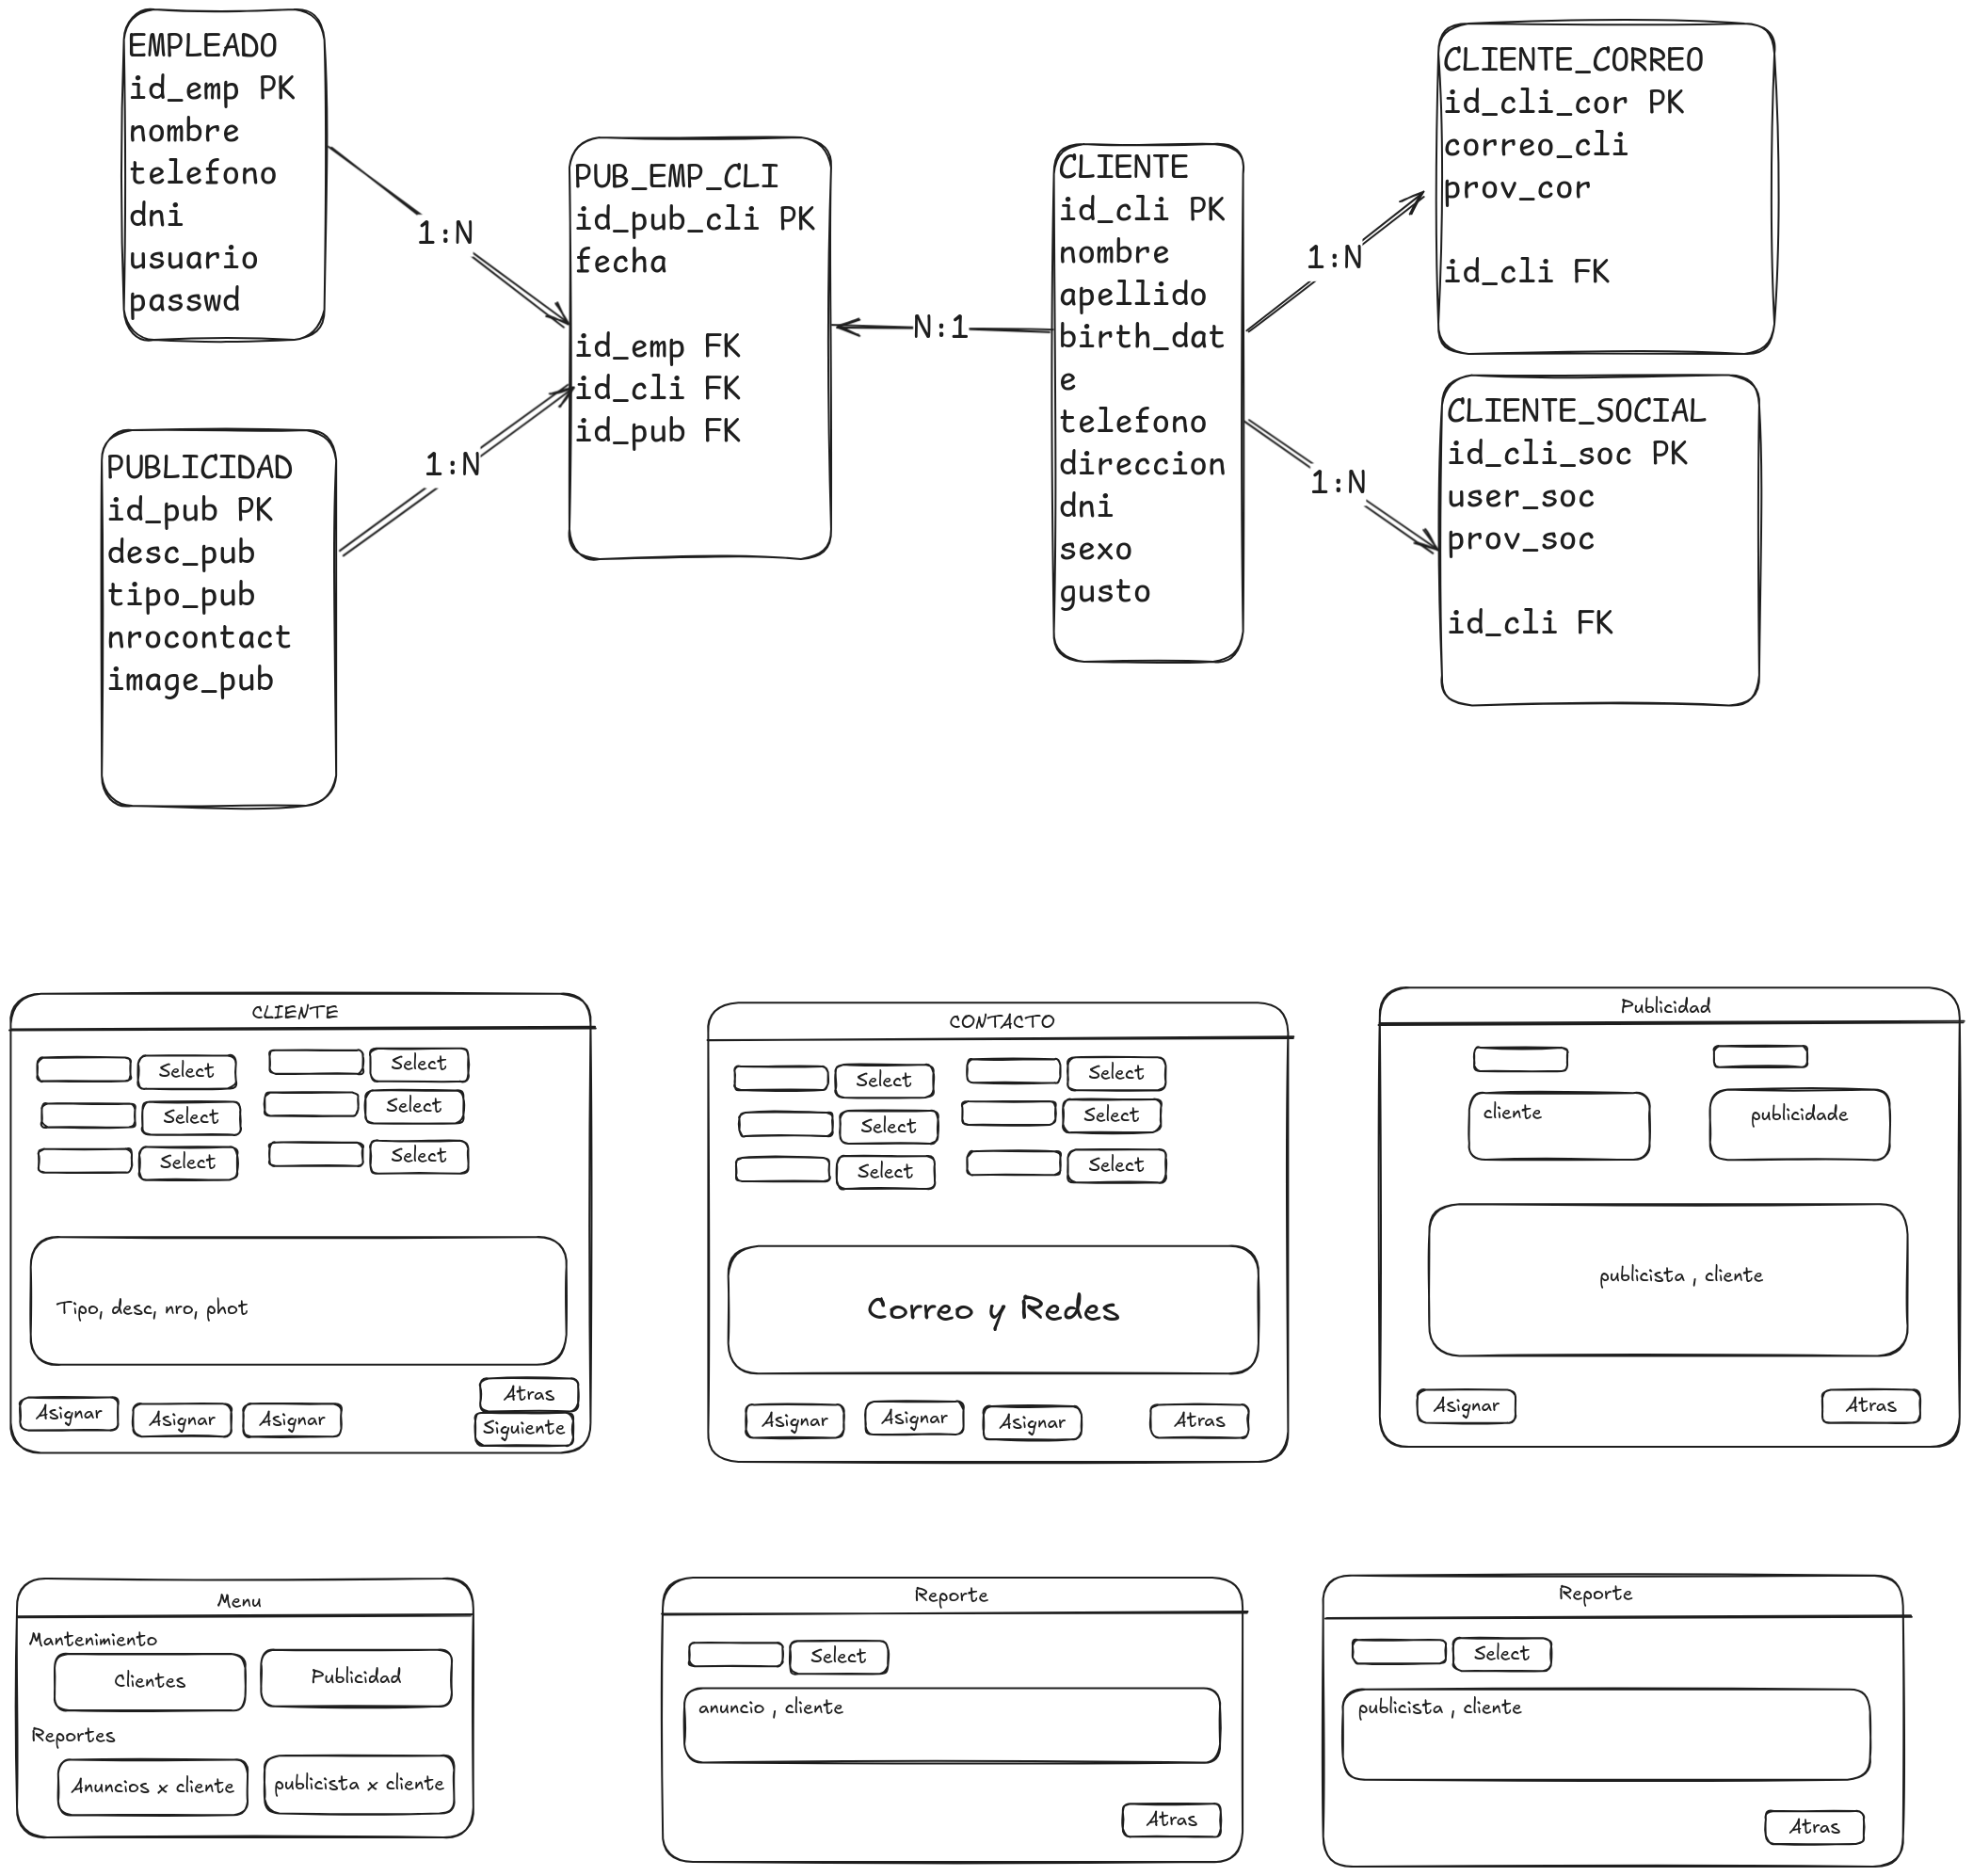 EMPLEADO
id_emp PK
nombre
telefono
dni
usuario
passwd
1:N
PUBLICIDAD
id_pub PK
desc_pub
tipo_pub
nrocontact
image_pub
1:N
PUB_EMP_CLI
id_pub_cli PK
fecha
id_emp FK
id_cli FK
id_pub FK
N:1
CLIENTE
id_cli PK
nombre
apellido
birth_dat
e
telefono
direccion
dni
sexo
gusto
1:N
1:N
CLIENTE_CORREO
id_cli_cor PK
correo_cli
prov_cor
id_cli FK
CLIENTE_SOCIAL
id_cli_soc PK
user_soc
prov_soc
id_cli FK
CLIENTE
Select
Select
Select
Select
Select
Select
Tipo, desc, nro, phot
Asignar
Asignar
Asignar
Atras
Siguiente
CONTACTO
Select
Select
Select
Select
Select
Select
Correo y Redes
Asignar
Asignar
Asignar
Atras
Publicidad
cliente
publicidade
publicista , cliente
Asignar
Atras
Menu
Mantenimiento
Clientes
Publicidad
Reportes
Anuncios x cliente
publicista x cliente
Reporte
Select
anuncio , cliente
Atras
Reporte
Select
publicista , cliente
Atras